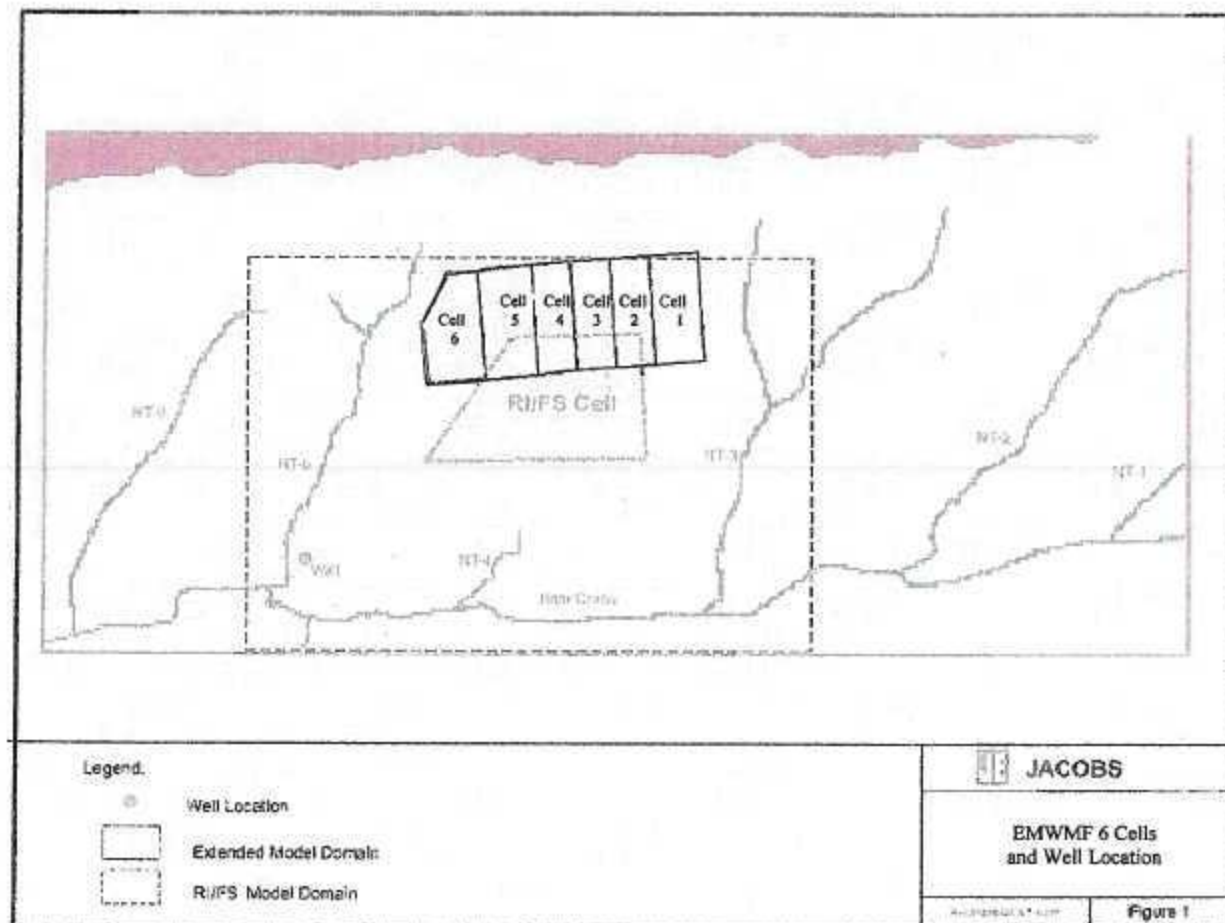 Cell 6
Cell 5
Cell 4
Cell 3
Cell 2
Cell 1
RI/FS Cell
NT-3
NT-2
NT-1
NT-4
Legend.
Well Location
Extended Model Domain
RI/FS Model Domain
JACOBS
EMWMF 6 Cells
and Well Location
Figure 1